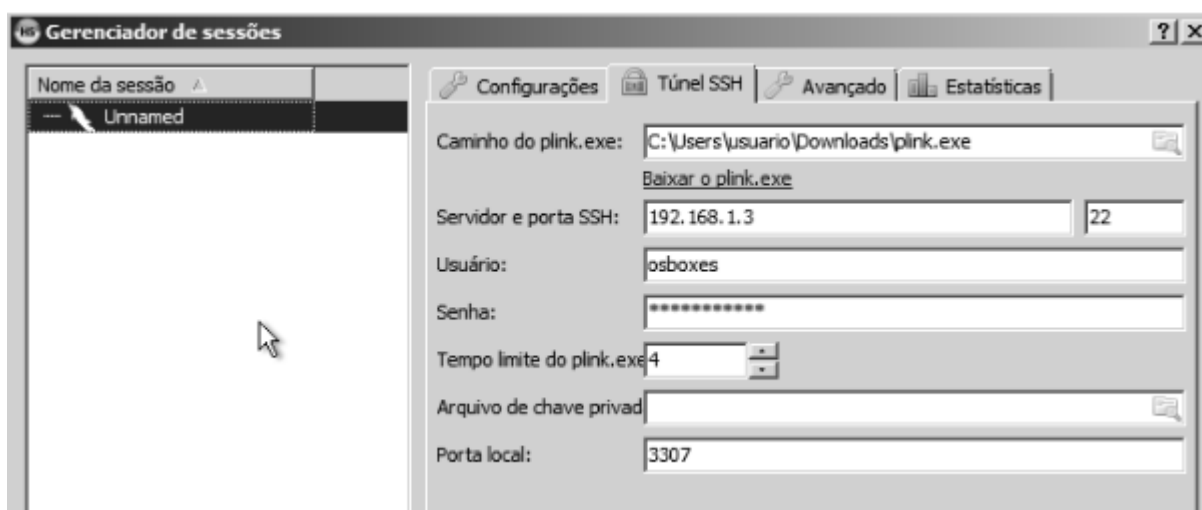 HS Gerenciador de sessões ? X
Nome da sessão
Unnamed
Configurações Túnel SSH Avançado Estatísticas
Caminho do plink.exe: C:\Users\usuario\Downloads\plink.exe
Baixar o plink.exe
Servidor e porta SSH: 192.168.1.3 22
Usuário: osboxes
Senha: ***********
Tempo limite do plink.exe 4
Arquivo de chave privad
Porta local: 3307